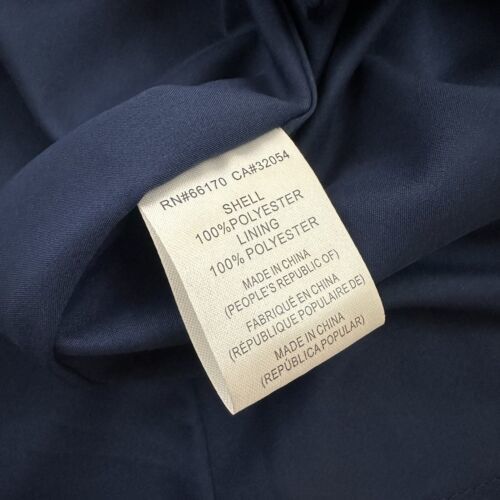 RN#66170 CA#32054
SHELL
100%POLYESTER
LINING
100% POLYESTER
MADE IN CHINA
(PEOPLE'S REPUBLIC OF)
FABRIQUÉ EN CHINA
(RÉPUBLIQUE POPULAIRE DE)
MADE IN CHINA
(REPÚBLICA POPULAR)